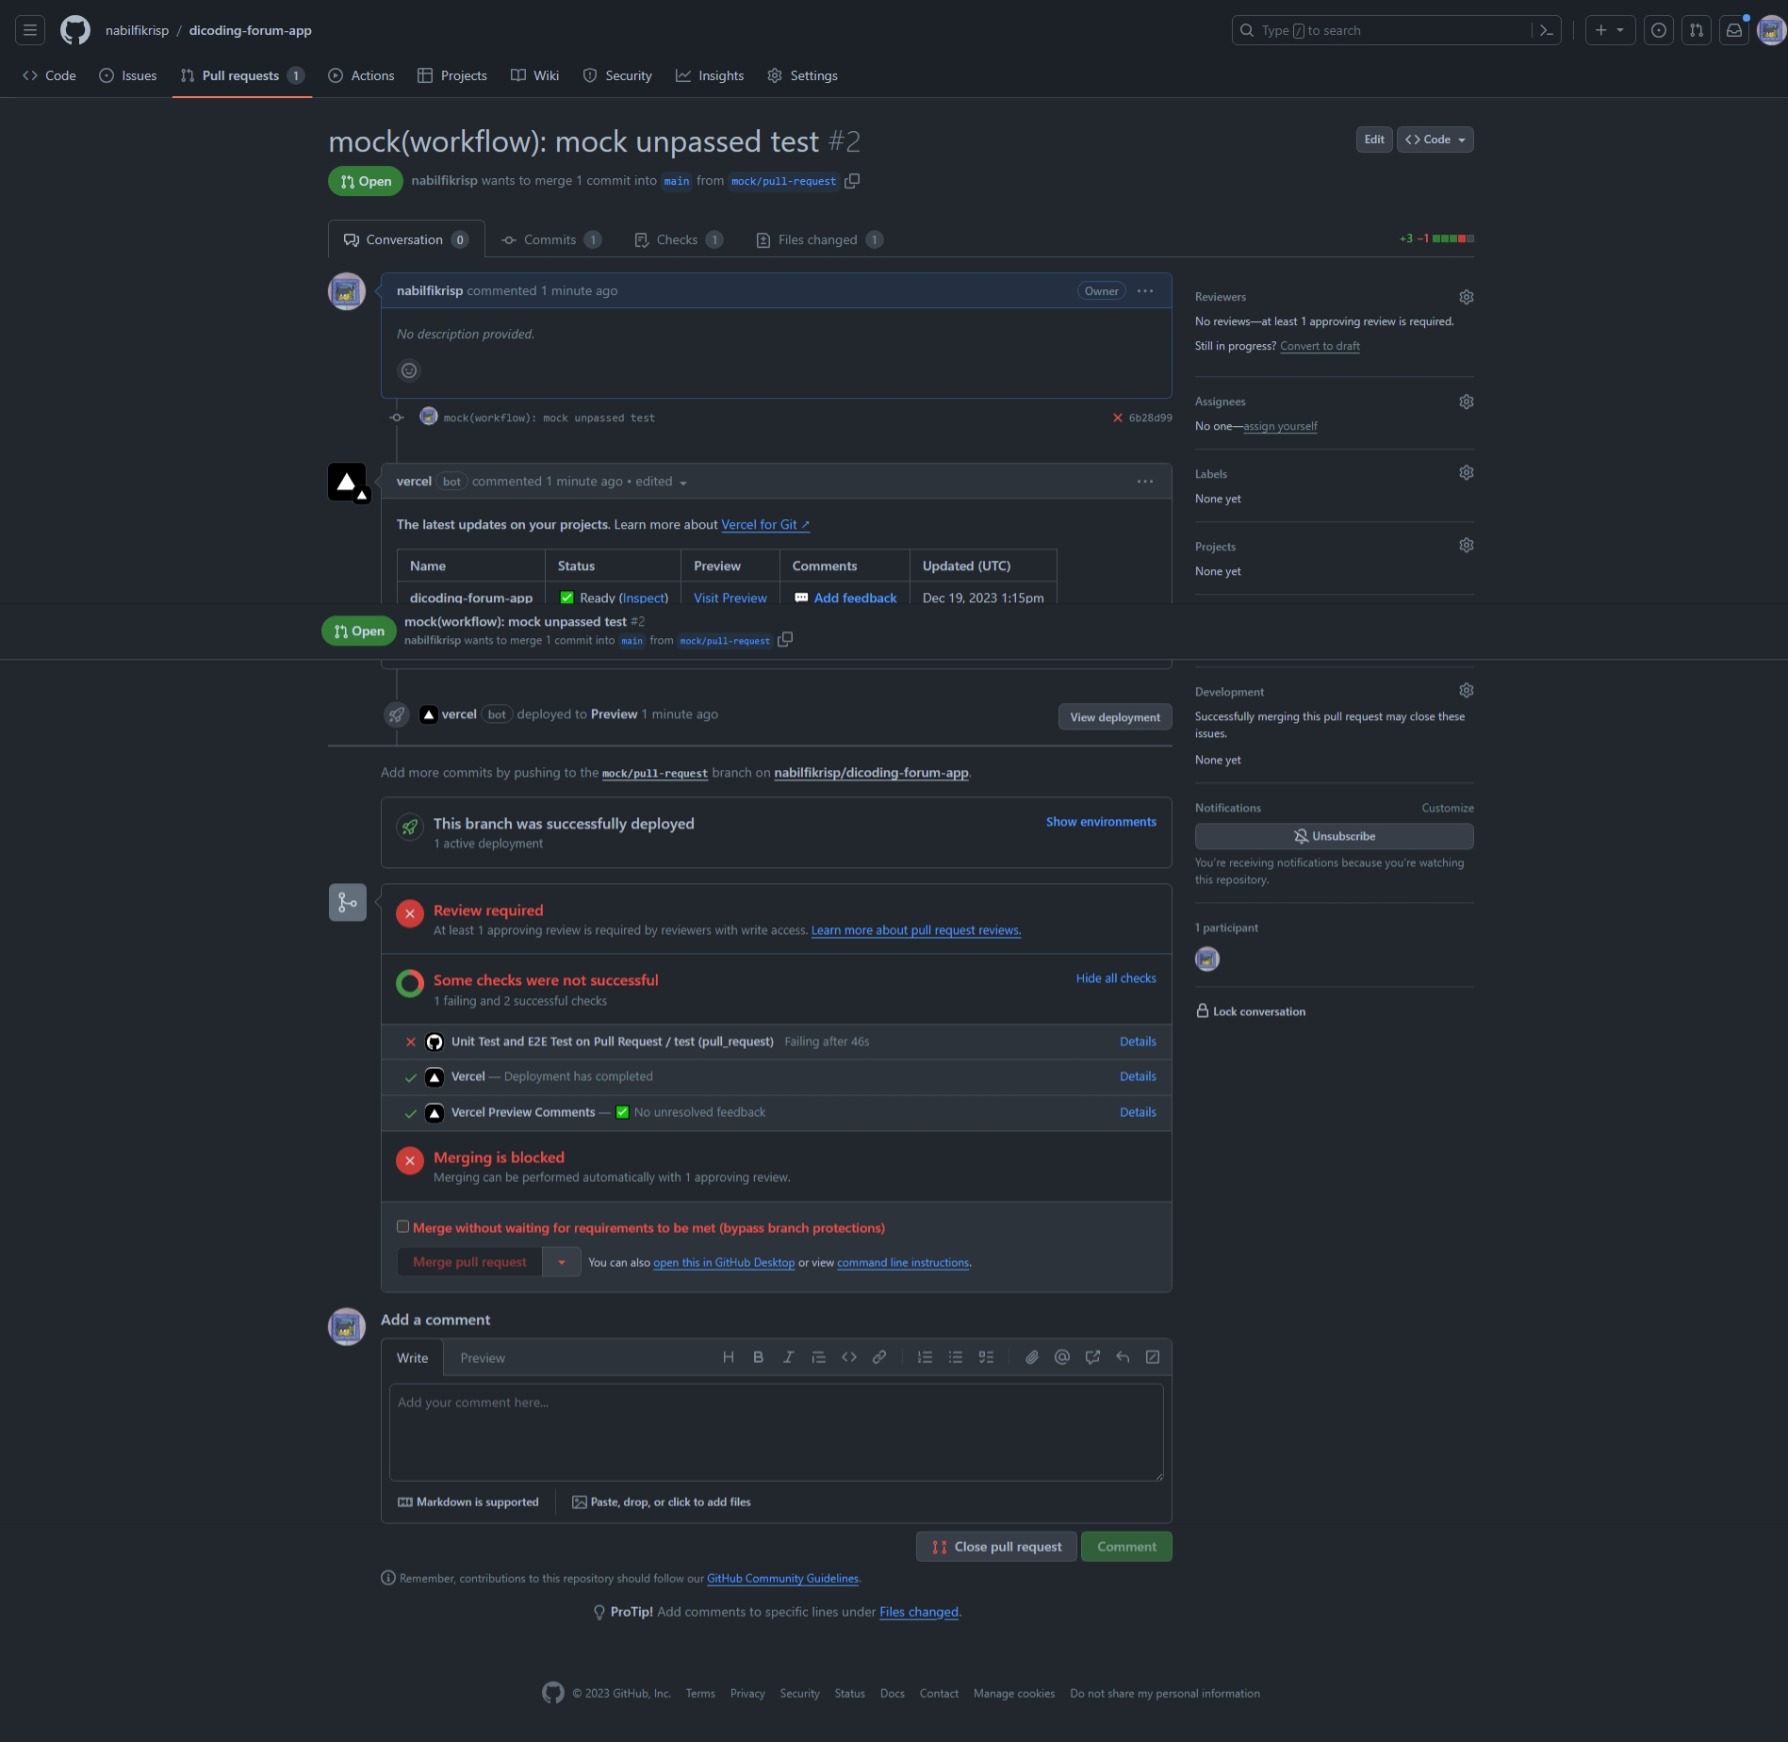 nabilfikrisp / dicoding-forum-app
Type / to search
Code Issues Pull requests 1 Actions Projects Wiki Security Insights Settings
mock(workflow): mock unpassed test #2
Edit Code
Open nabilfikrisp wants to merge 1 commit into main from mock/pull-request
Conversation 0 Commits 1 Checks 1 Files changed 1
+3 −1
nabilfikrisp commented 1 minute ago Owner
No description provided.
mock(workflow): mock unpassed test 6b28d99
vercel bot commented 1 minute ago • edited
The latest updates on your projects. Learn more about Vercel for Git ↗
Name Status Preview Comments Updated (UTC)
dicoding-forum-app ✅ Ready (Inspect) Visit Preview 💬 Add feedback Dec 19, 2023 1:15pm
Open
mock(workflow): mock unpassed test #2
nabilfikrisp wants to merge 1 commit into main from mock/pull-request
vercel bot deployed to Preview 1 minute ago View deployment
Add more commits by pushing to the mock/pull-request branch on nabilfikrisp/dicoding-forum-app.
This branch was successfully deployed
Show environments
1 active deployment
Review required
At least 1 approving review is required by reviewers with write access. Learn more about pull request reviews.
Some checks were not successful
Hide all checks
1 failing and 2 successful checks
Unit Test and E2E Test on Pull Request / test (pull_request) Failing after 46s Details
Vercel — Deployment has completed Details
Vercel Preview Comments — ✅ No unresolved feedback Details
Merging is blocked
Merging can be performed automatically with 1 approving review.
Merge without waiting for requirements to be met (bypass branch protections)
Merge pull request You can also open this in GitHub Desktop or view command line instructions.
Add a comment
Write Preview
Add your comment here...
Markdown is supported Paste, drop, or click to add files
Close pull request Comment
Remember, contributions to this repository should follow our GitHub Community Guidelines.
ProTip! Add comments to specific lines under Files changed.
Reviewers
No reviews—at least 1 approving review is required.
Still in progress? Convert to draft
Assignees
No one—assign yourself
Labels
None yet
Projects
None yet
Development
Successfully merging this pull request may close these
issues.
None yet
Notifications Customize
Unsubscribe
You're receiving notifications because you're watching
this repository.
1 participant
Lock conversation
© 2023 GitHub, Inc. Terms Privacy Security Status Docs Contact Manage cookies Do not share my personal information